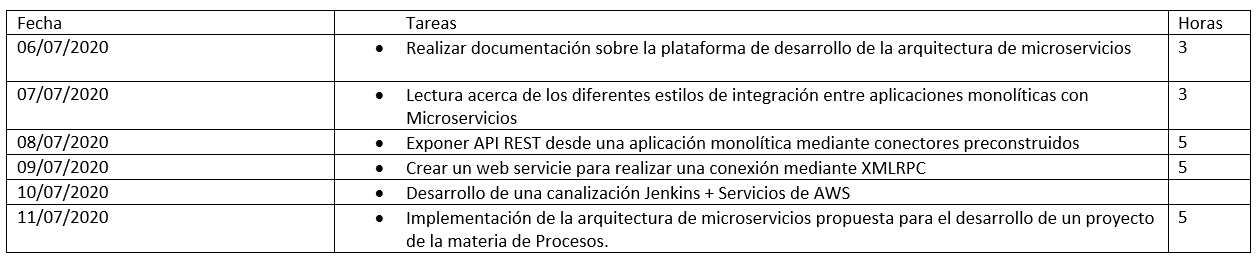 Fecha Tareas Horas
06/07/2020 • Realizar documentación sobre la plataforma de desarrollo de la arquitectura de microservicios 3
07/07/2020 • Lectura acerca de los diferentes estilos de integración entre aplicaciones monolíticas con 3
Microservicios
08/07/2020 • Exponer API REST desde una aplicación monolítica mediante conectores preconstruidos 5
09/07/2020 • Crear un web servicie para realizar una conexión mediante XMLRPC 5
10/07/2020 • Desarrollo de una canalización Jenkins + Servicios de AWS
11/07/2020 • Implementación de la arquitectura de microservicios propuesta para el desarrollo de un proyecto 5
de la materia de Procesos.